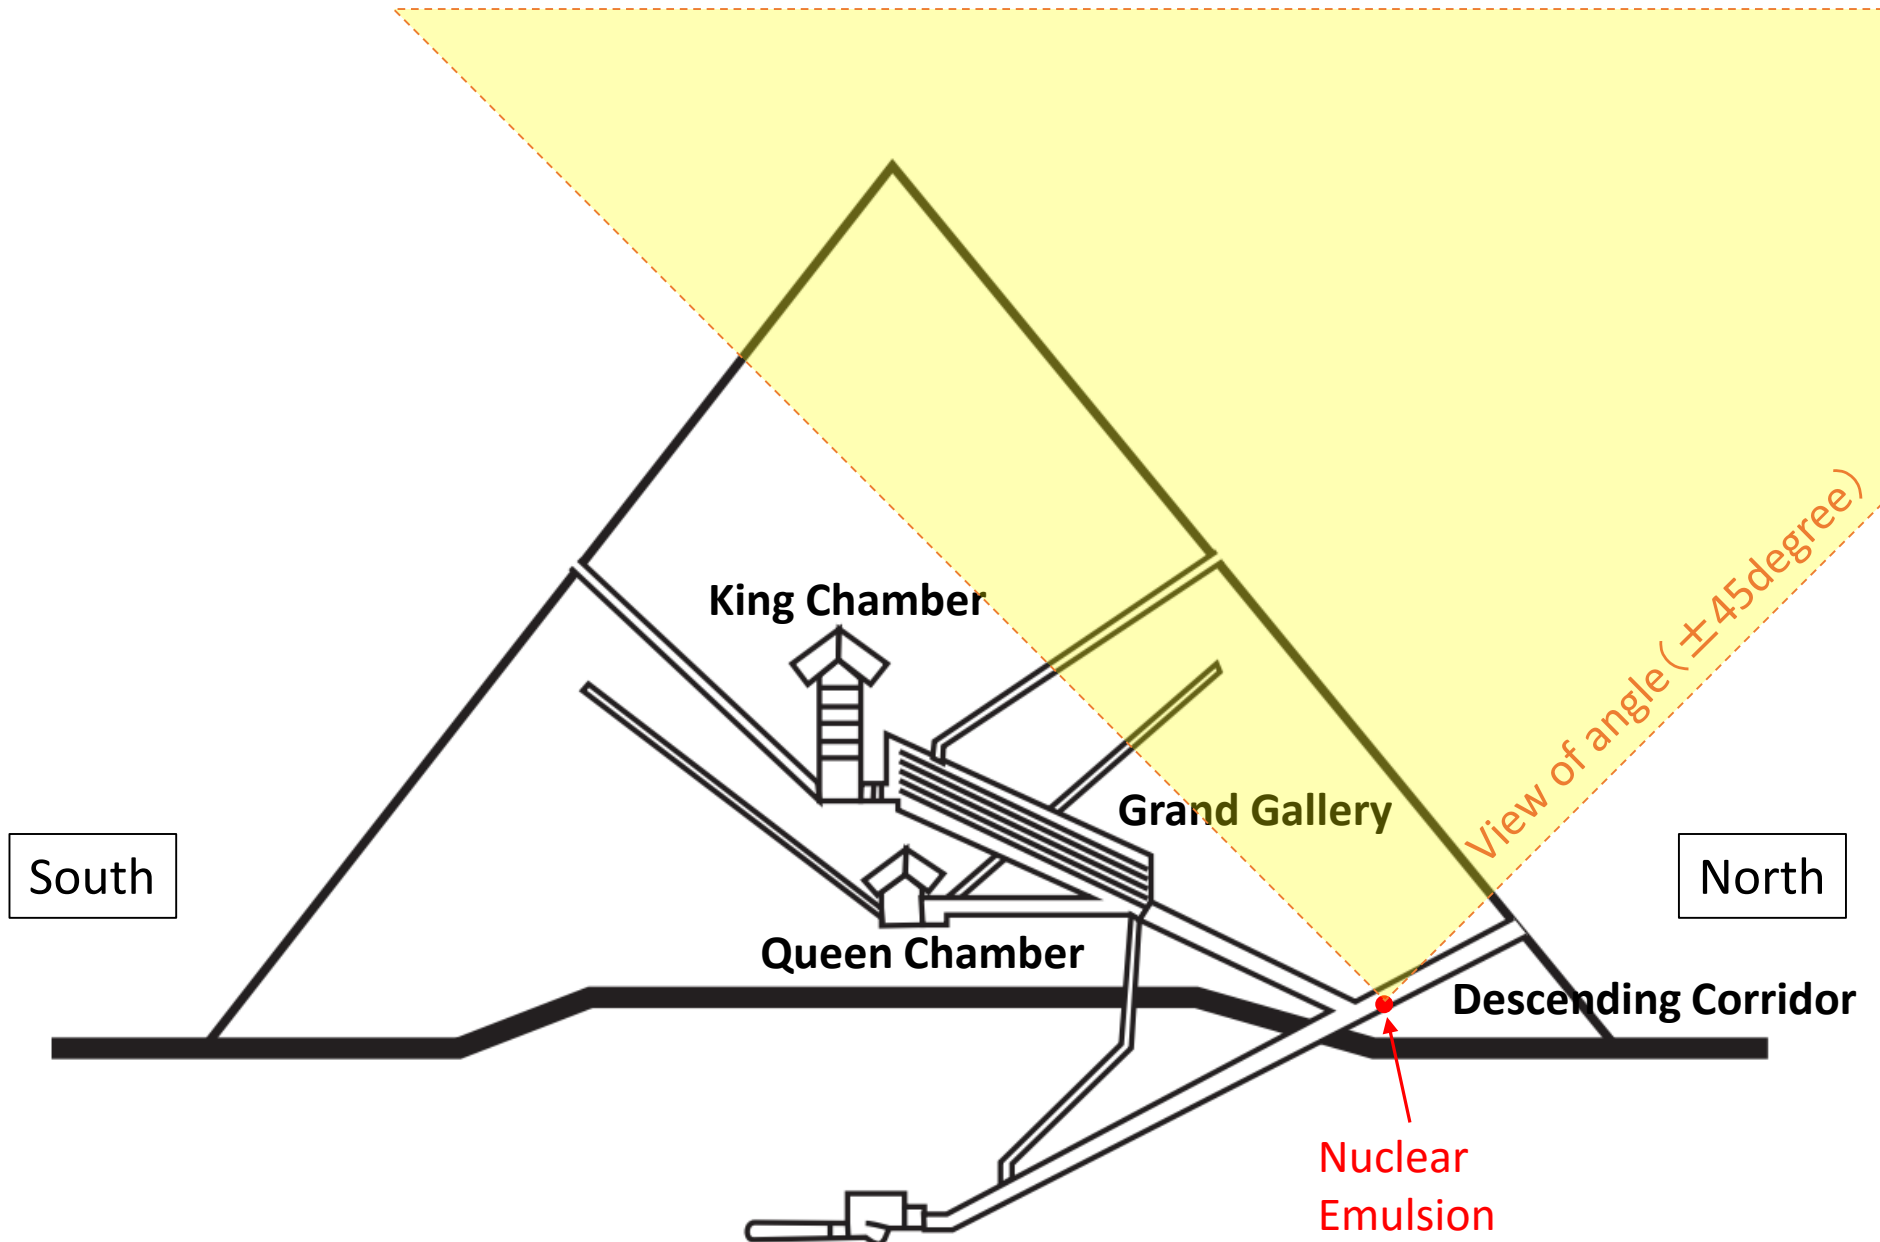 King Chamber
View of angle(±45degree)
Grand Gallery
South
North
Queen Chamber
Descending Corridor
Nuclear
Emulsion